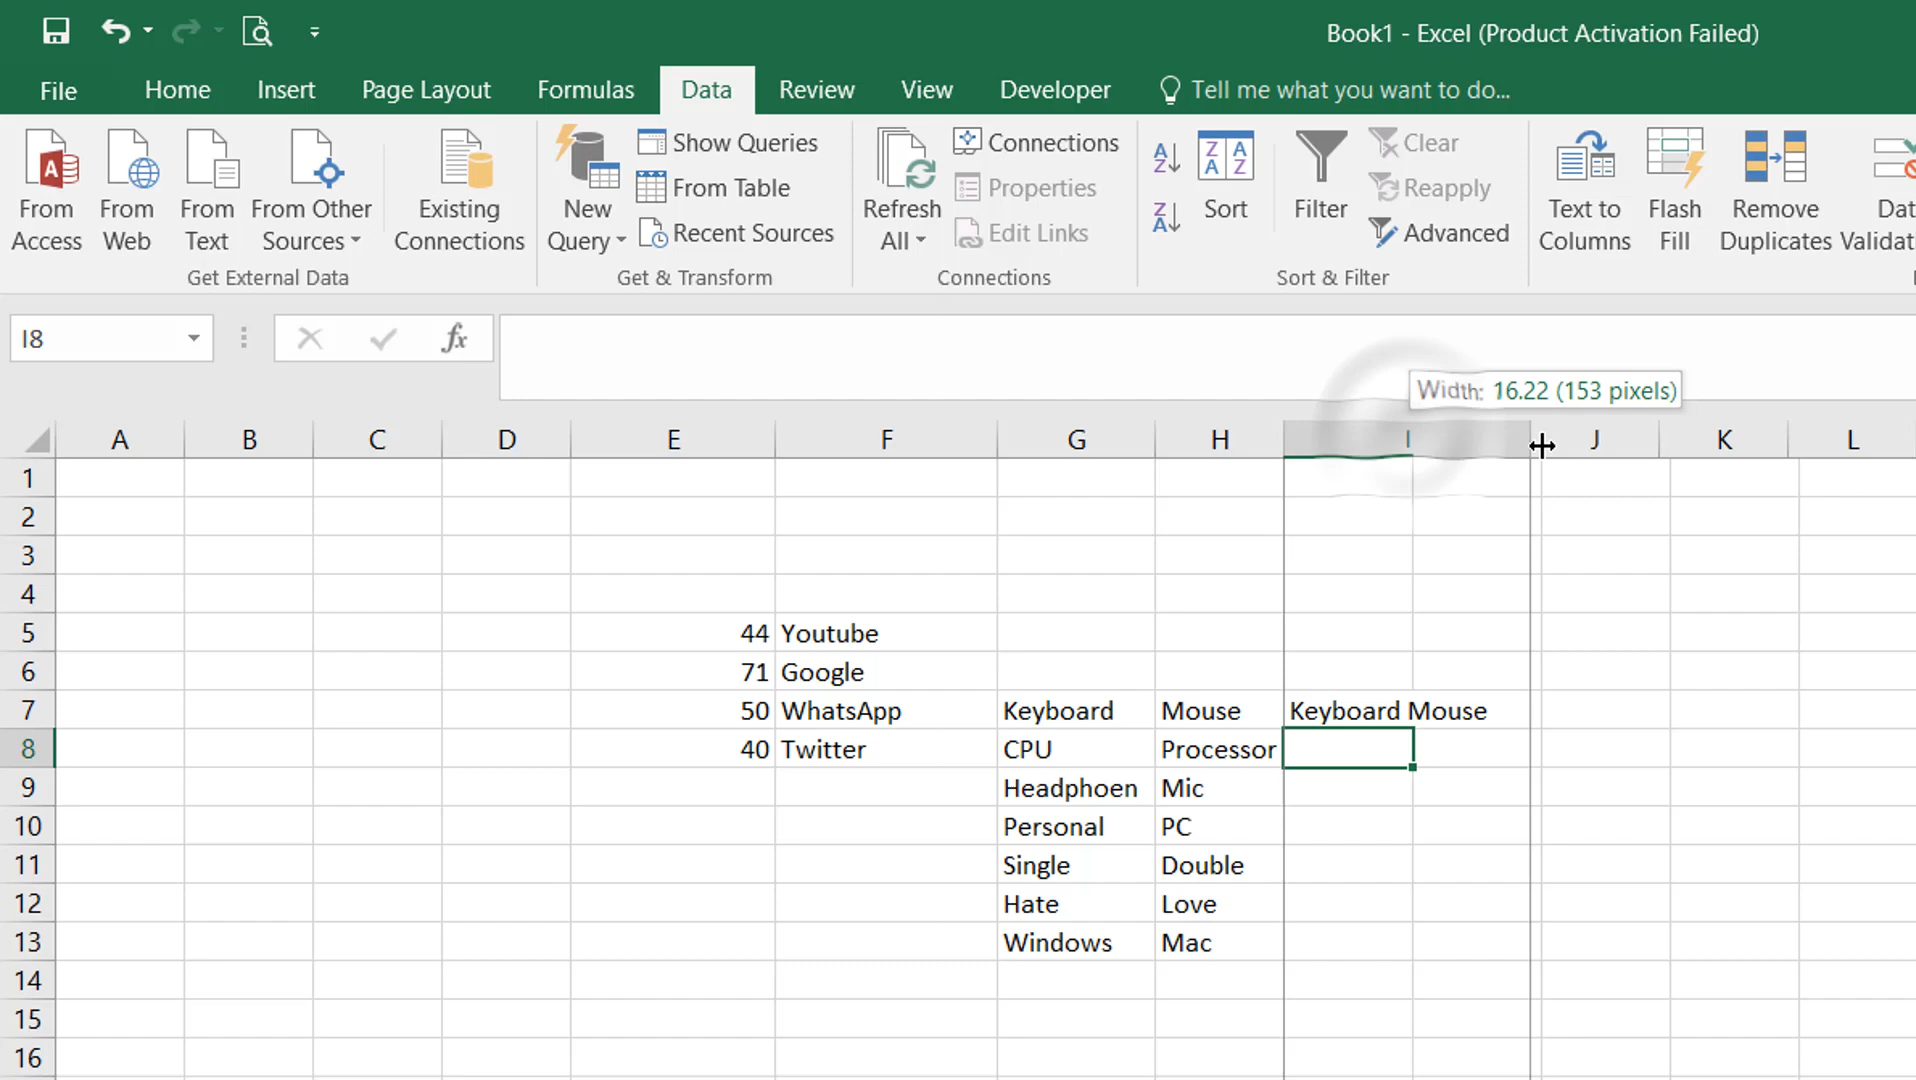 Book1 - Excel (Product Activation Failed)
File Home Insert Page Layout Formulas Data Review View Developer Tell me what you want to do...
From Access
From Web
From Text
From Other Sources
Existing Connections
Get External Data
New Query
Show Queries
From Table
Recent Sources
Get & Transform
Refresh All
Connections
Properties
Edit Links
Connections
A Z
Z A
Z A
A Z
Sort
Filter
Clear
Reapply
Advanced
Sort & Filter
Text to Columns
Flash Fill
Remove Duplicates
I8
fx
Width: 16.22 (153 pixels)
A B C D E F G H I J K L
1
2
3
4
5 44 Youtube
6 71 Google
7 50 WhatsApp Keyboard Mouse Keyboard Mouse
8 40 Twitter CPU Processor
9 Headphoen Mic
10 Personal PC
11 Single Double
12 Hate Love
13 Windows Mac
14
15
16